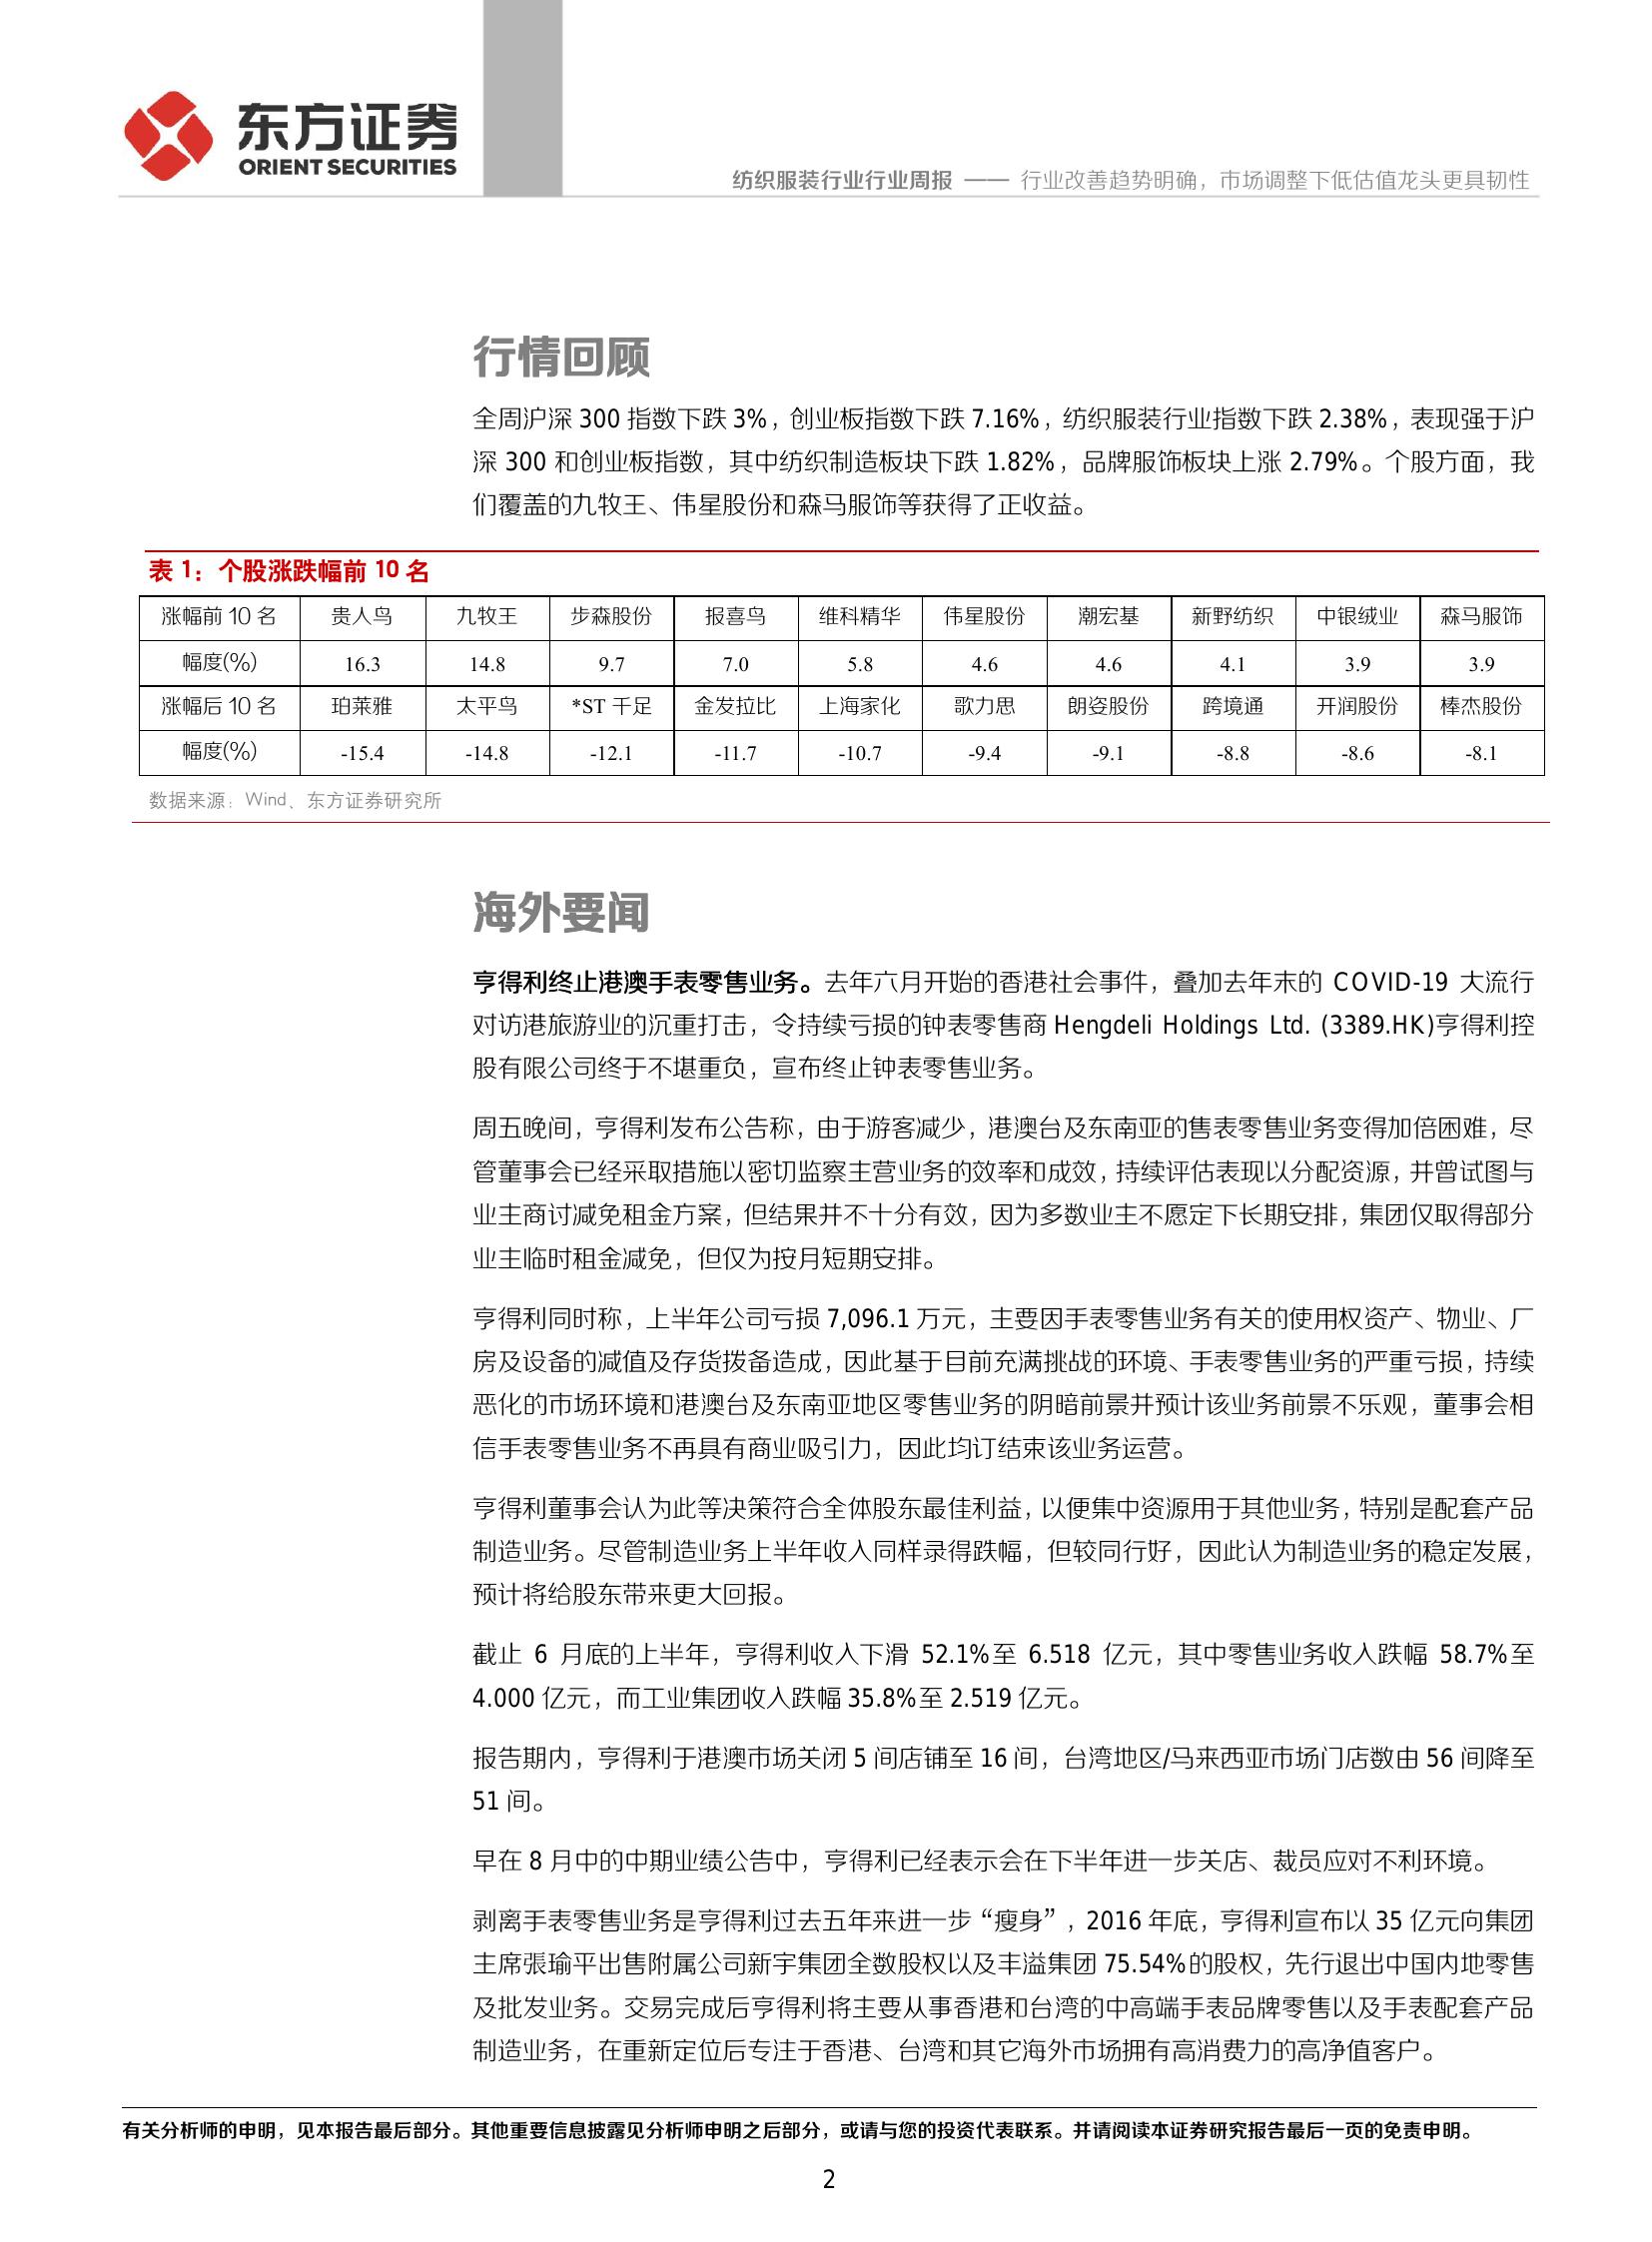 东方证券
ORIENT SECURITIES
纺织服装行业行业周报 —— 行业改善趋势明确，市场调整下低估值龙头更具韧性
行情回顾
全周沪深 300 指数下跌 3%，创业板指数下跌 7.16%，纺织服装行业指数下跌 2.38%，表现强于沪
深 300 和创业板指数，其中纺织制造板块下跌 1.82%，品牌服饰板块上涨 2.79%。个股方面，我
们覆盖的九牧王、伟星股份和森马服饰等获得了正收益。
表 1：个股涨跌幅前 10 名
涨幅前 10 名 贵人鸟 九牧王 步森股份 报喜鸟 维科精华 伟星股份 潮宏基 新野纺织 中银绒业 森马服饰
幅度(%) 16.3 14.8 9.7 7.0 5.8 4.6 4.6 4.1 3.9 3.9
涨幅后 10 名 珀莱雅 太平鸟 *ST 千足 金发拉比 上海家化 歌力思 朗姿股份 跨境通 开润股份 棒杰股份
幅度(%) -15.4 -14.8 -12.1 -11.7 -10.7 -9.4 -9.1 -8.8 -8.6 -8.1
数据来源：Wind、东方证券研究所
海外要闻
亨得利终止港澳手表零售业务。去年六月开始的香港社会事件，叠加去年末的 COVID-19 大流行
对访港旅游业的沉重打击，令持续亏损的钟表零售商 Hengdeli Holdings Ltd. (3389.HK)亨得利控
股有限公司终于不堪重负，宣布终止钟表零售业务。
周五晚间，亨得利发布公告称，由于游客减少，港澳台及东南亚的售表零售业务变得加倍困难，尽
管董事会已经采取措施以密切监察主营业务的效率和成效，持续评估表现以分配资源，并曾试图与
业主商讨减免租金方案，但结果并不十分有效，因为多数业主不愿定下长期安排，集团仅取得部分
业主临时租金减免，但仅为按月短期安排。
亨得利同时称，上半年公司亏损 7,096.1 万元，主要因手表零售业务有关的使用权资产、物业、厂
房及设备的减值及存货拨备造成，因此基于目前充满挑战的环境、手表零售业务的严重亏损，持续
恶化的市场环境和港澳台及东南亚地区零售业务的阴暗前景并预计该业务前景不乐观，董事会相
信手表零售业务不再具有商业吸引力，因此均订结束该业务运营。
亨得利董事会认为此等决策符合全体股东最佳利益，以便集中资源用于其他业务，特别是配套产品
制造业务。尽管制造业务上半年收入同样录得跌幅，但较同行好，因此认为制造业务的稳定发展，
预计将给股东带来更大回报。
截止 6 月底的上半年，亨得利收入下滑 52.1%至 6.518 亿元，其中零售业务收入跌幅 58.7%至
4.000 亿元，而工业集团收入跌幅 35.8%至 2.519 亿元。
报告期内，亨得利于港澳市场关闭 5 间店铺至 16 间，台湾地区/马来西亚市场门店数由 56 间降至
51 间。
早在 8 月中的中期业绩公告中，亨得利已经表示会在下半年进一步关店、裁员应对不利环境。
剥离手表零售业务是亨得利过去五年来进一步“瘦身”，2016 年底，亨得利宣布以 35 亿元向集团
主席張瑜平出售附属公司新宇集团全数股权以及丰溢集团 75.54%的股权，先行退出中国内地零售
及批发业务。交易完成后亨得利将主要从事香港和台湾的中高端手表品牌零售以及手表配套产品
制造业务，在重新定位后专注于香港、台湾和其它海外市场拥有高消费力的高净值客户。
有关分析师的申明，见本报告最后部分。其他重要信息披露见分析师申明之后部分，或请与您的投资代表联系。并请阅读本证券研究报告最后一页的免责申明。
2